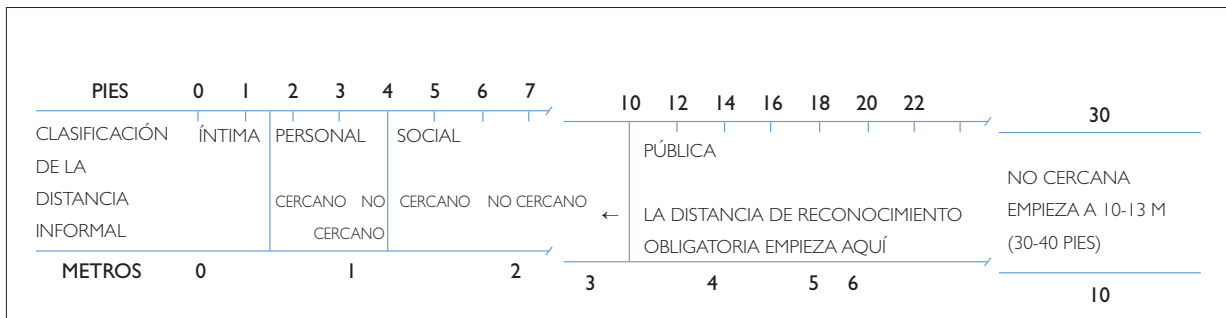 PIES 0 1 2 3 4 5 6 7
10 12 14 16 18 20 22
30
CLASIFICACIÓN
DE LA
DISTANCIA
INFORMAL
ÍNTIMA
PERSONAL
CERCANO NO
CERCANO
SOCIAL
CERCANO NO CERCANO
←
PÚBLICA
LA DISTANCIA DE RECONOCIMIENTO
OBLIGATORIA EMPIEZA AQUÍ
NO CERCANA
EMPIEZA A 10-13 M
(30-40 PIES)
METROS 0 1 2
3 4 5 6
10